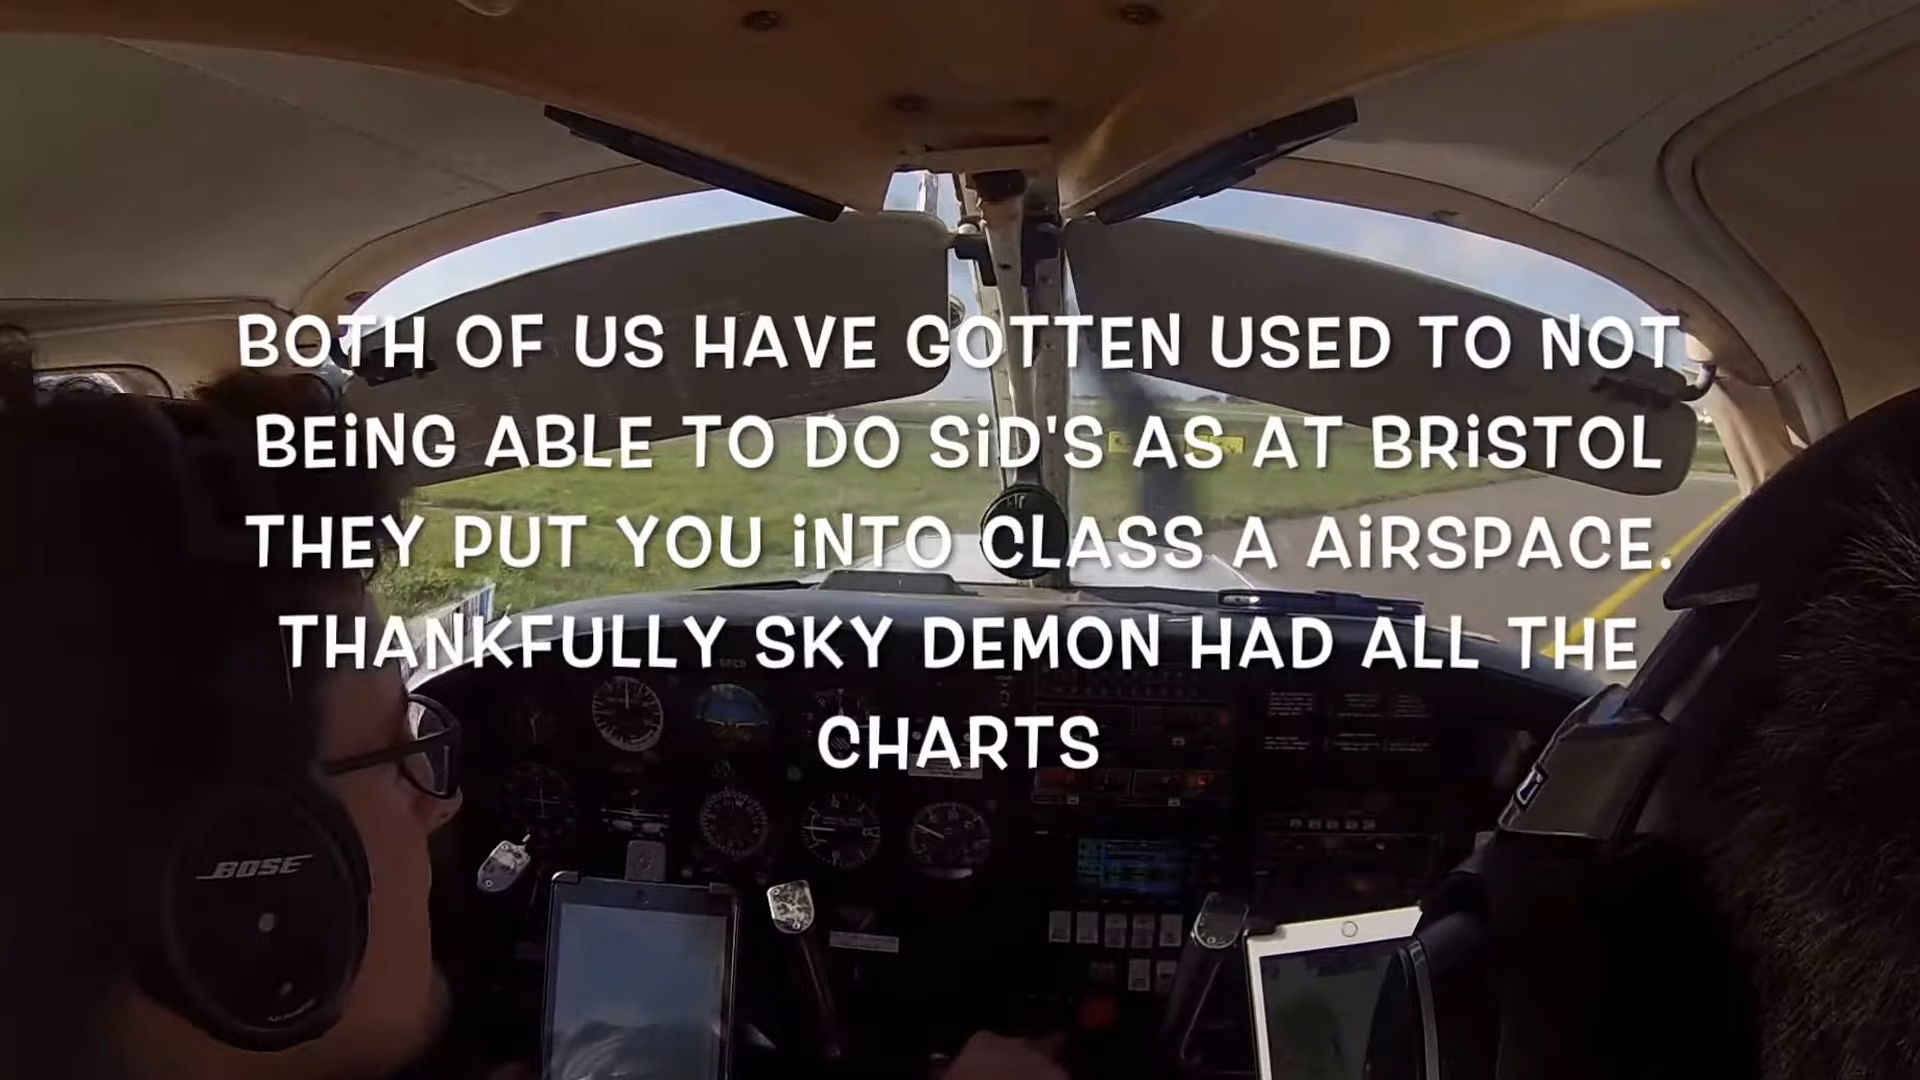 BOTH OF US HAVE GOTTEN USED TO NOT
BEiNG ABLE TO DO SiD'S AS AT BRiSTOL
THEY PUT YOU iNTO CLASS A AiRSPACE.
THANKFULLY SKY DEMON HAD ALL THE
CHARTS
BOSE